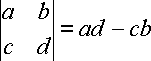 |a b|
|c d| = ad − cb